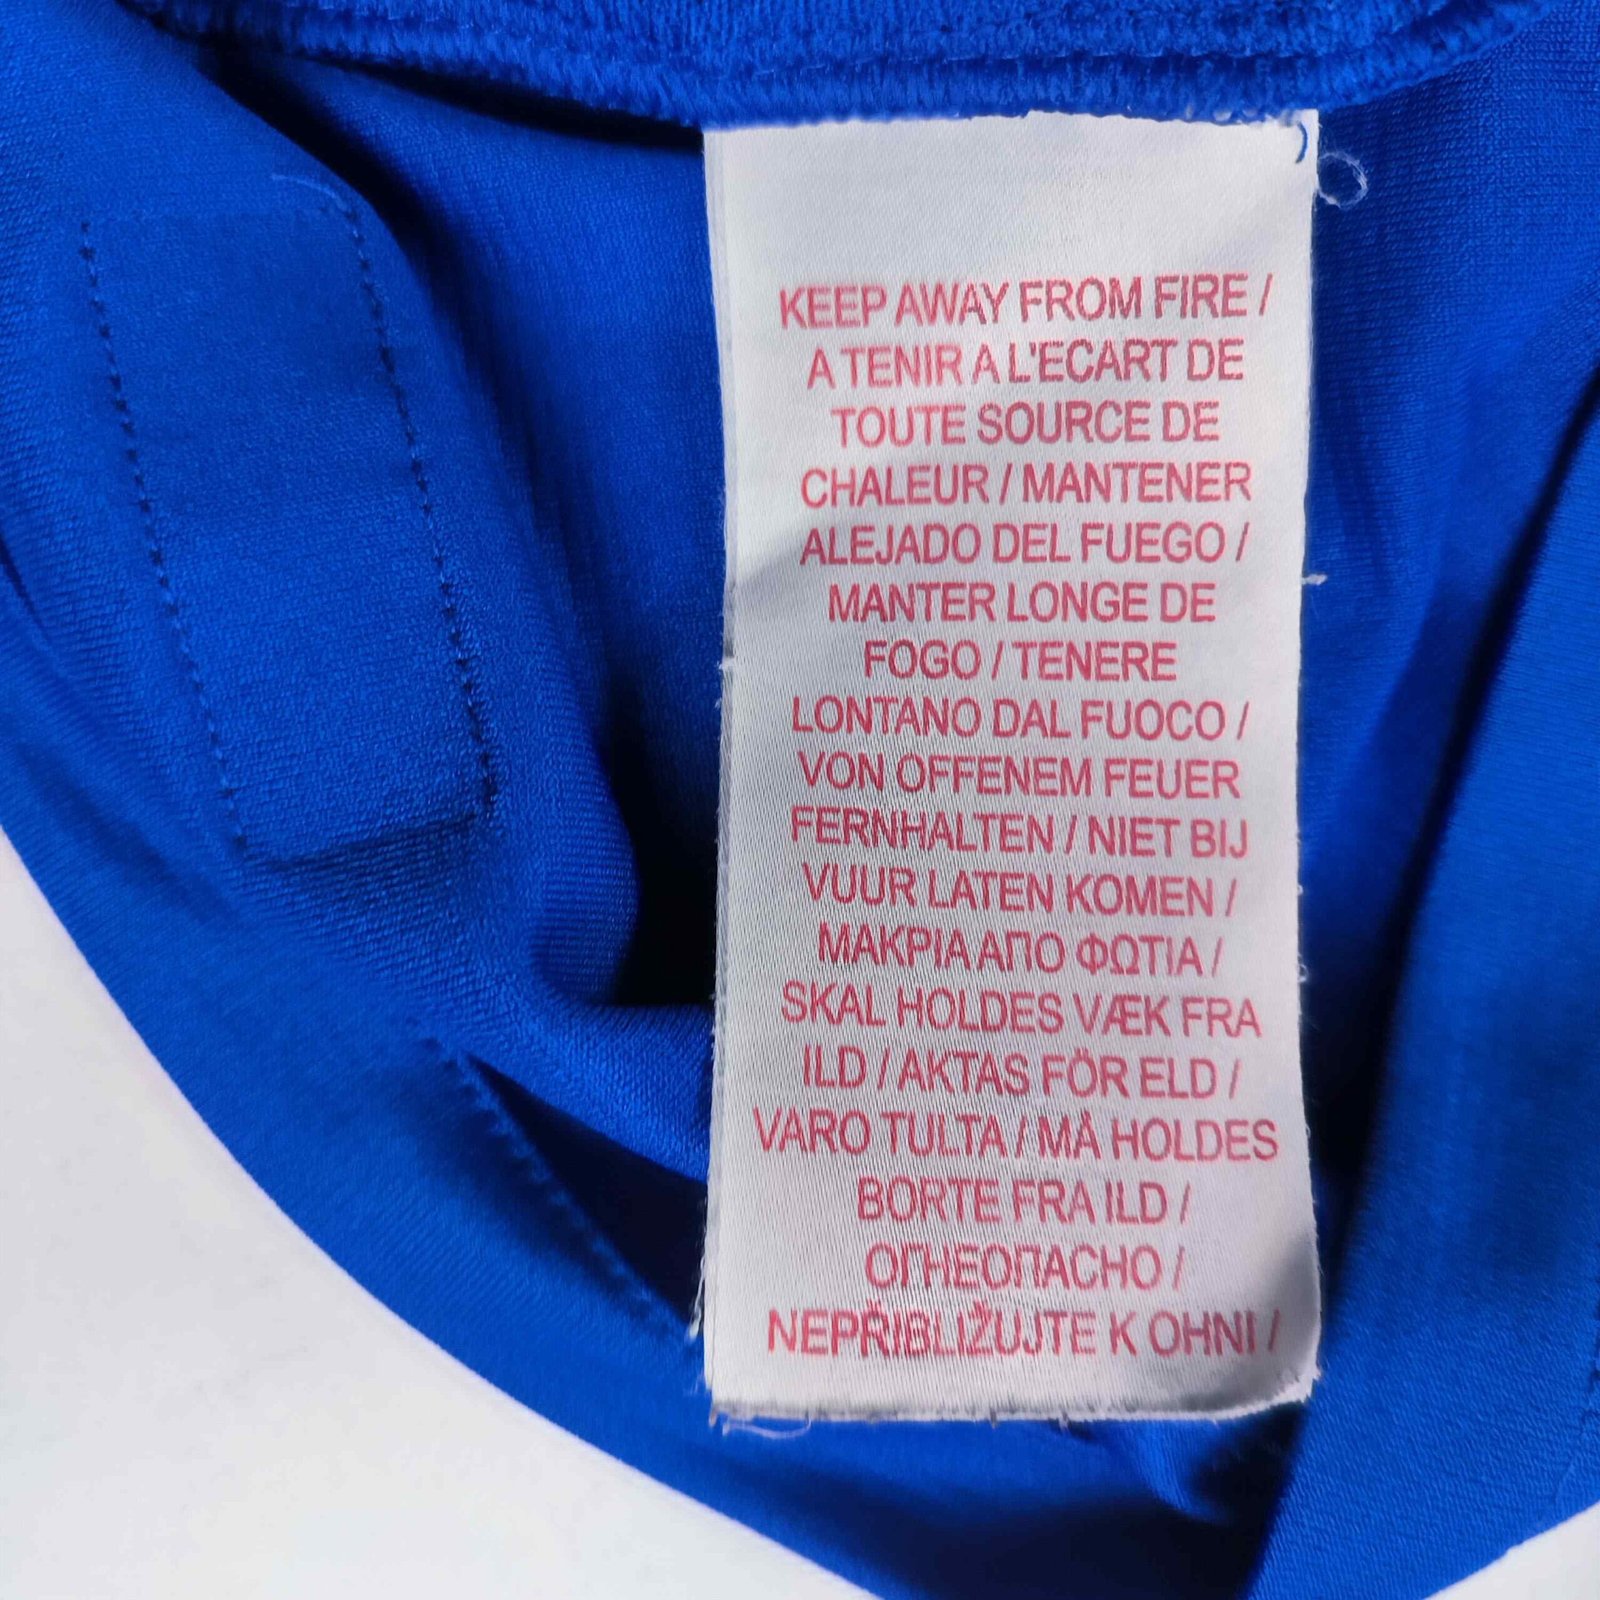 KEEP AWAY FROM FIRE /
A TENIR A L'ECART DE
TOUTE SOURCE DE
CHALEUR / MANTENER
ALEJADO DEL FUEGO /
MANTER LONGE DE
FOGO / TENERE
LONTANO DAL FUOCO /
VON OFFENEM FEUER
FERNHALTEN / NIET BIJ
VUUR LATEN KOMEN /
ΜΑΚΡΙΑ ΑΠΟ ΦΩΤΙΑ /
SKAL HOLDES VÆK FRA
ILD / AKTAS FÖR ELD /
VARO TULTA / MÅ HOLDES
BORTE FRA ILD /
ОГНЕОПАСНО /
NEPŘIBLIŽUJTE K OHNI /